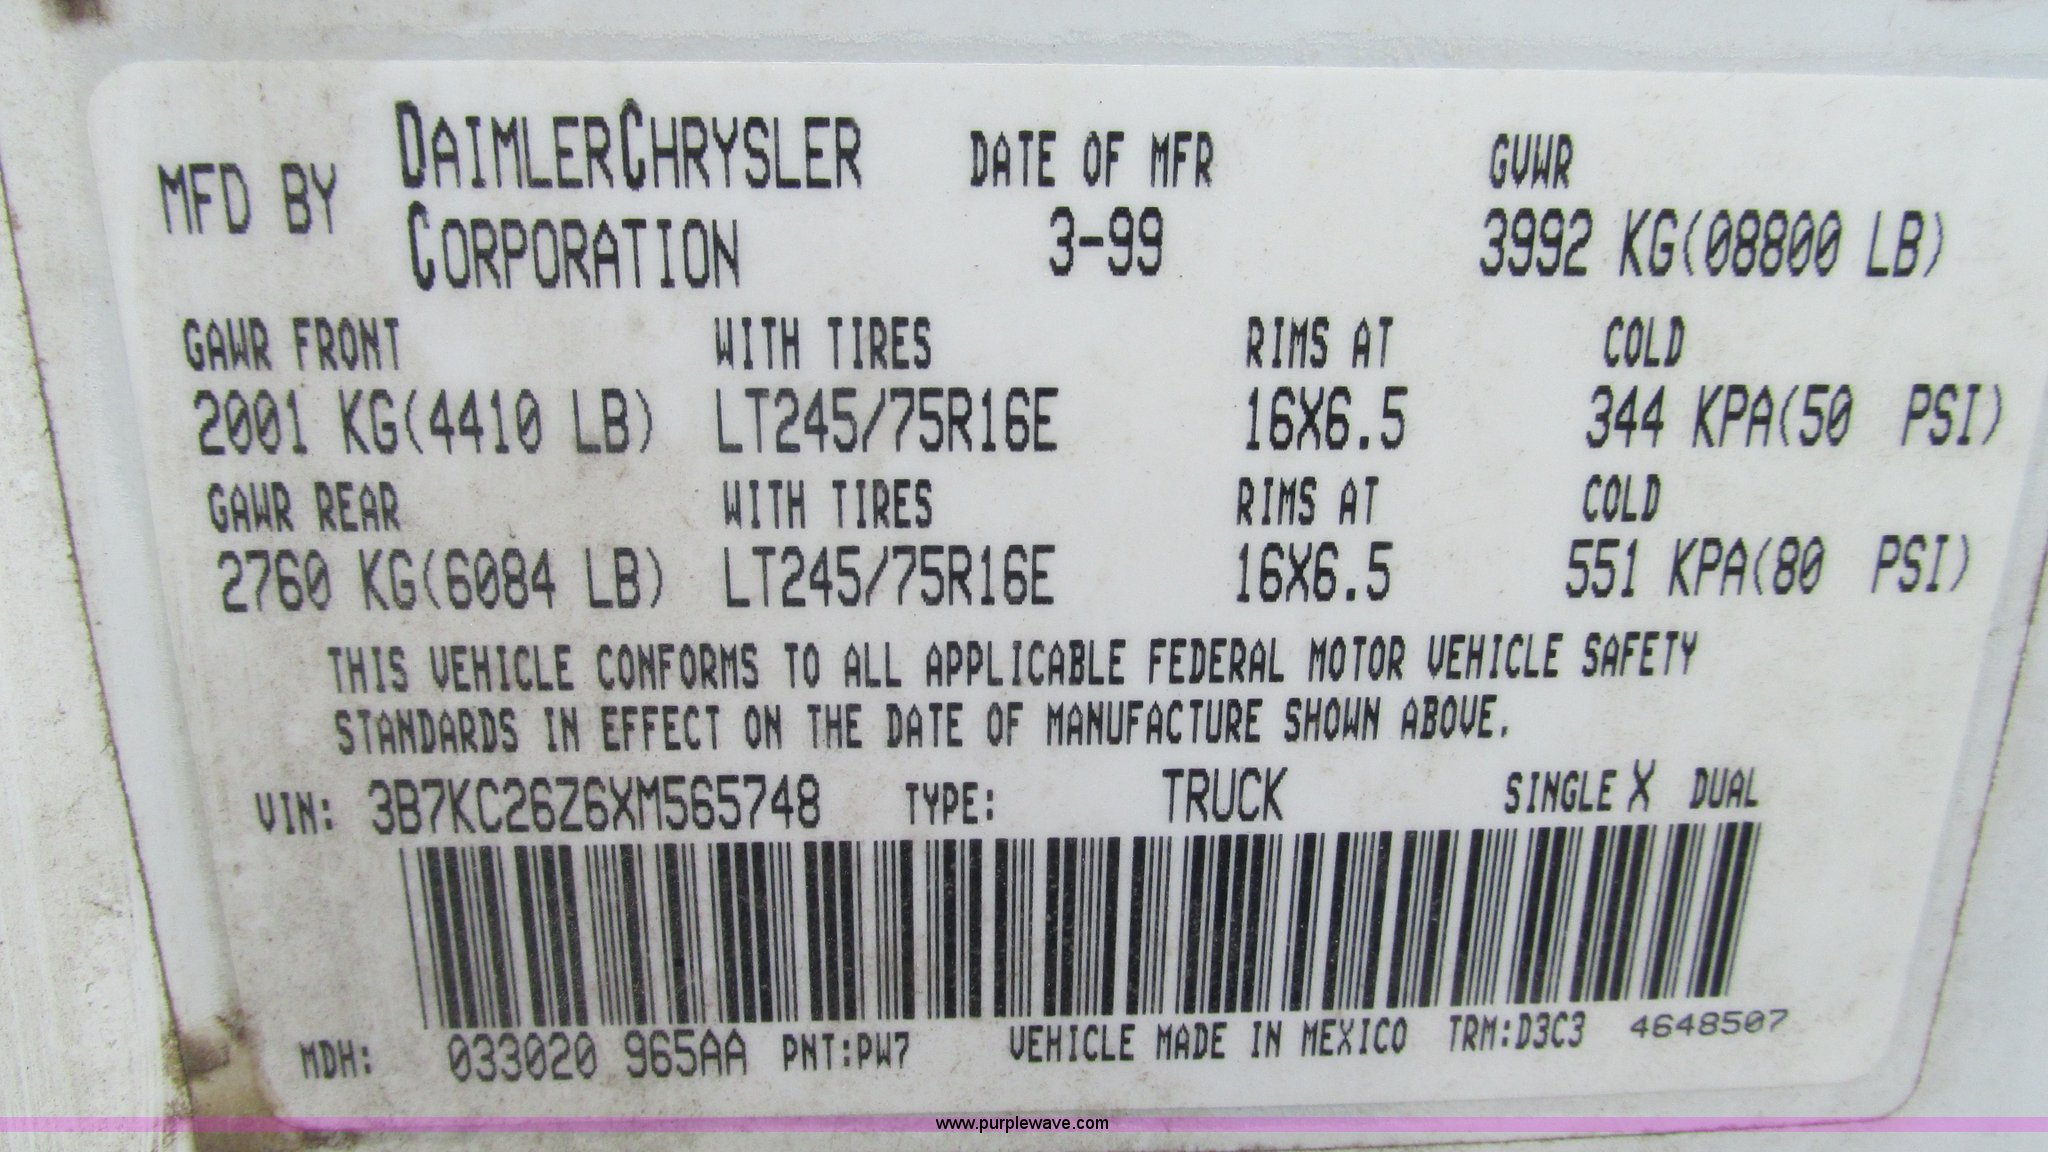 MFD BY DAIMLERCHRYSLER CORPORATION DATE OF MFR 3-99 GVWR 3992 KG(08800 LB)
GAWR FRONT WITH TIRES RIMS AT COLD
2001 KG(4410 LB) LT245/75R16E 16X6.5 344 KPA(50 PSI)
GAWR REAR WITH TIRES RIMS AT COLD
2760 KG(6084 LB) LT245/75R16E 16X6.5 551 KPA(80 PSI)
THIS VEHICLE CONFORMS TO ALL APPLICABLE FEDERAL MOTOR VEHICLE SAFETY
STANDARDS IN EFFECT ON THE DATE OF MANUFACTURE SHOWN ABOVE.
VIN: 3B7KC26Z6XM565748 TYPE: TRUCK SINGLE X DUAL
MDH: 033020 965AA PNT:PW7 VEHICLE MADE IN MEXICO TRM:D3C3 4648507
www.purplewave.com